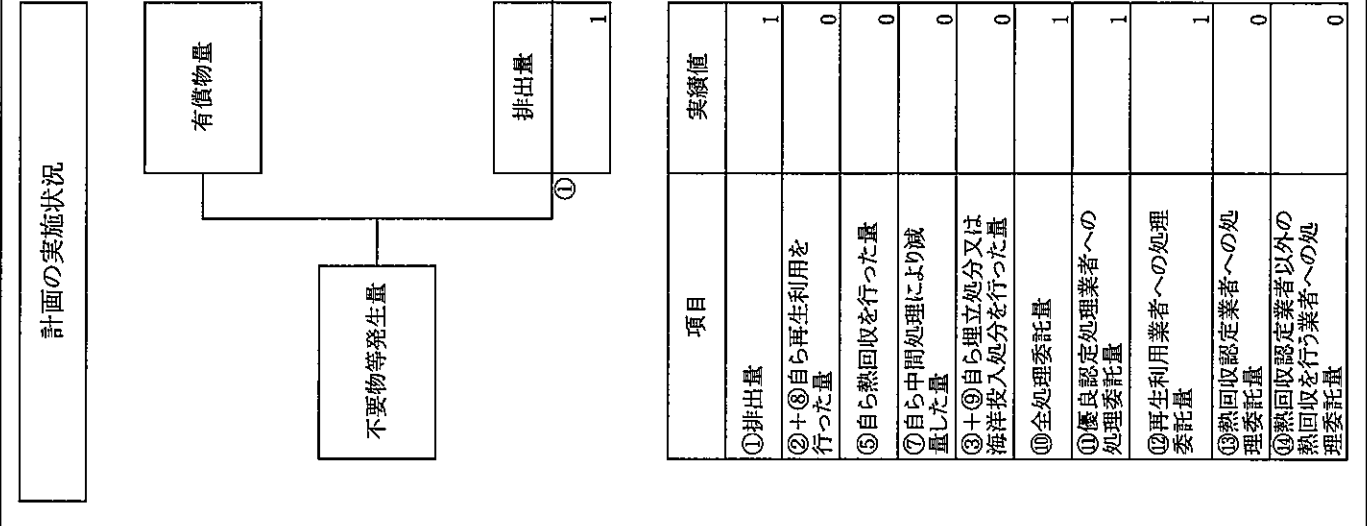 計画の実施状況
不要物等発生量
有償物量
①
排出量
1
項目
実績値
①排出量
1
②+⑧自ら再生利用を
行った量
0
⑤自ら熱回収を行った量
0
⑦自ら中間処理により減
量した量
0
③+⑨自ら埋立処分又は
海洋投入処分を行った量
0
⑩全処理委託量
1
⑪優良認定処理業者への
処理委託量
1
⑫再生利用業者への処理
委託量
1
⑬熱回収認定業者への処
理委託量
0
⑭熱回収認定業者以外の
熱回収を行う業者への処
理委託量
0